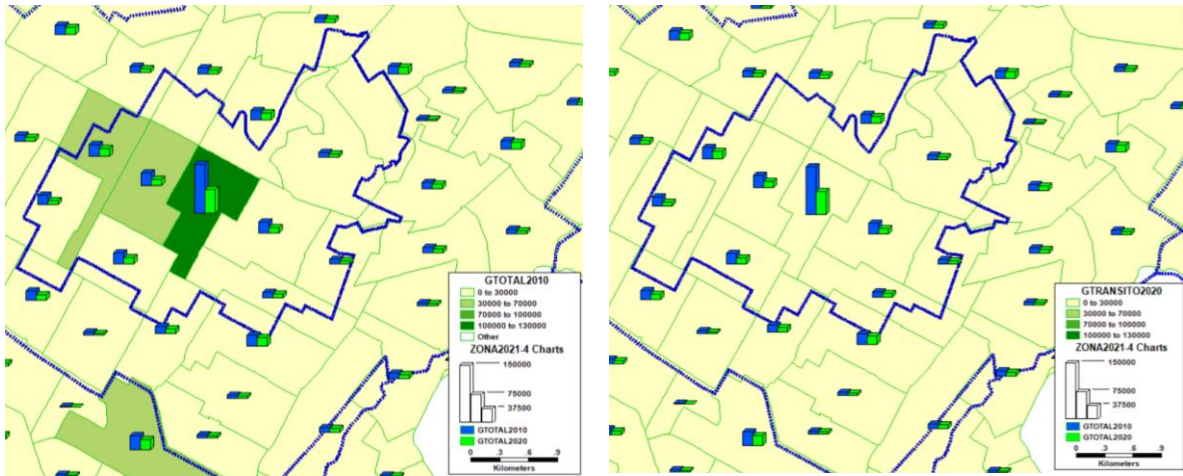 GTOTAL2010
0 to 30000
30000 to 70000
70000 to 100000
100000 to 130000
Other
ZONA2021-4 Charts
150000
75000
37500
GTOTAL2010
GTOTAL2020
0 .3 .6 .9
Kilometers
GTRANSITO2020
0 to 30000
30000 to 70000
70000 to 100000
100000 to 130000
ZONA2021-4 Charts
150000
75000
37500
GTOTAL2010
GTOTAL2020
0 .3 .6 .9
Kilometers